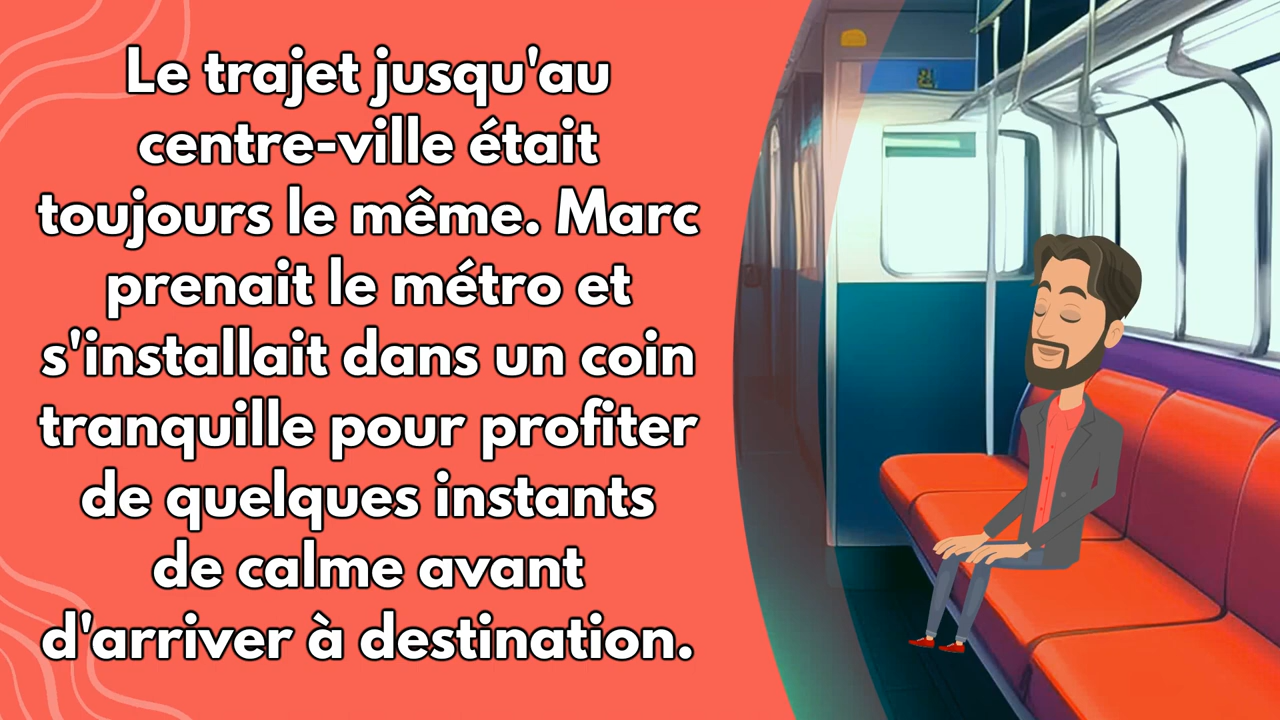 Le trajet jusqu'au
centre-ville était
toujours le même. Marc
prenait le métro et
s'installait dans un coin
tranquille pour profiter
de quelques instants
de calme avant
d'arriver à destination.